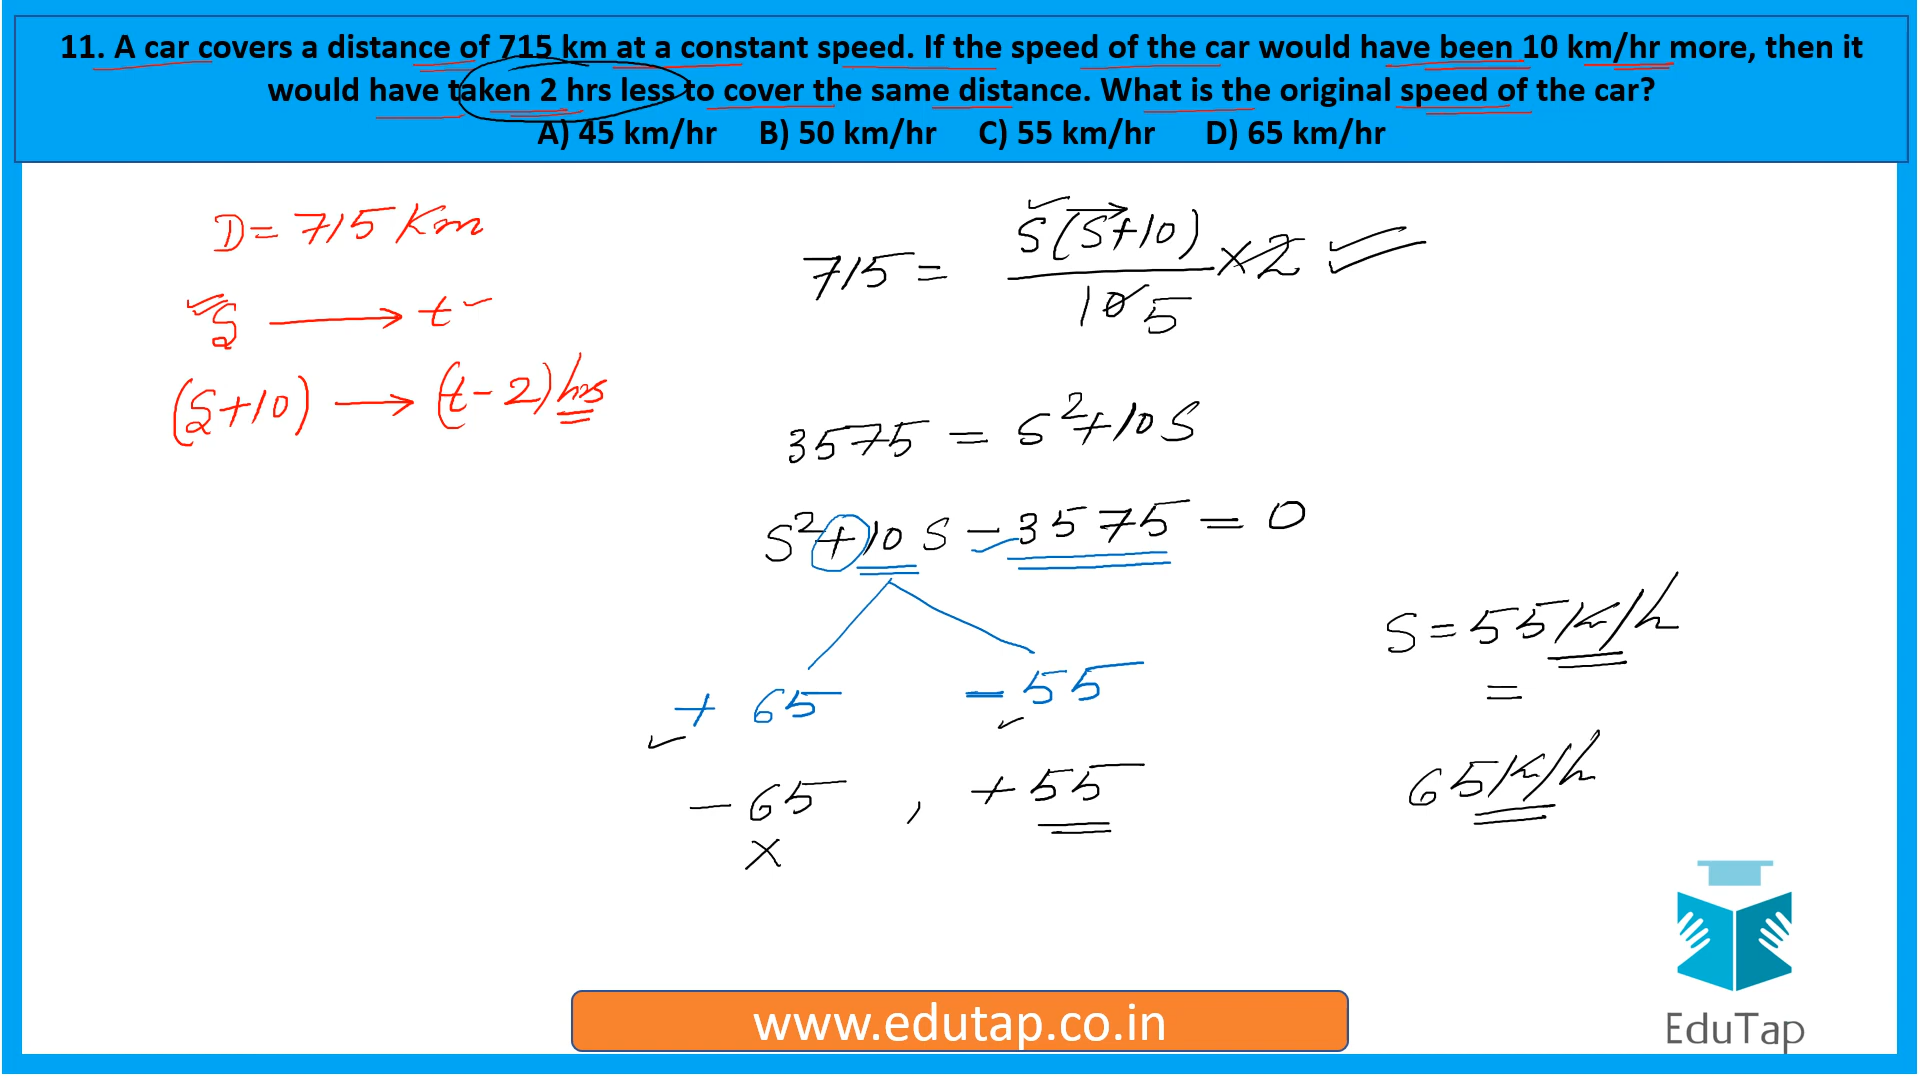 11. A car covers a distance of 715 km at a constant speed. If the speed of the car would have been 10 km/hr more, then it
would have taken 2 hrs less to cover the same distance. What is the original speed of the car?
A) 45 km/hr B) 50 km/hr C) 55 km/hr D) 65 km/hr
D = 715 Km
S → t
(S+10) → (t-2) hrs
715 = S(S+10)/10 5 × 2
3575 = S²+10S
S²+10S - 3575 = 0
+ 65 - 55
- 65 , + 55
×
S = 55 k/h
=
65 k/h
EduTap
www.edutap.co.in